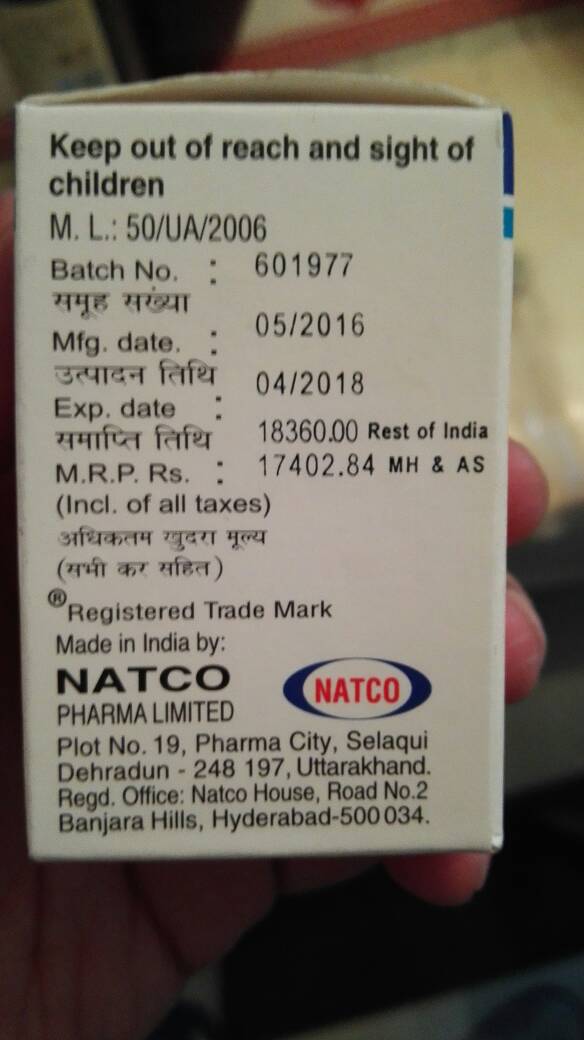 Keep out of reach and sight of
children
M. L.: 50/UA/2006
Batch No. : 601977
समूह संख्या
Mfg. date. : 05/2016
उत्पादन तिथि
Exp. date : 04/2018
समाप्ति तिथि 18360.00 Rest of India
M.R.P. Rs. : 17402.84 MH & AS
(Incl. of all taxes)
अधिकतम खुदरा मूल्य
(सभी कर सहित)
®Registered Trade Mark
Made in India by:
NATCO
PHARMA LIMITED
NATCO
Plot No. 19, Pharma City, Selaqui
Dehradun - 248 197, Uttarakhand.
Regd. Office: Natco House, Road No.2
Banjara Hills, Hyderabad-500 034.